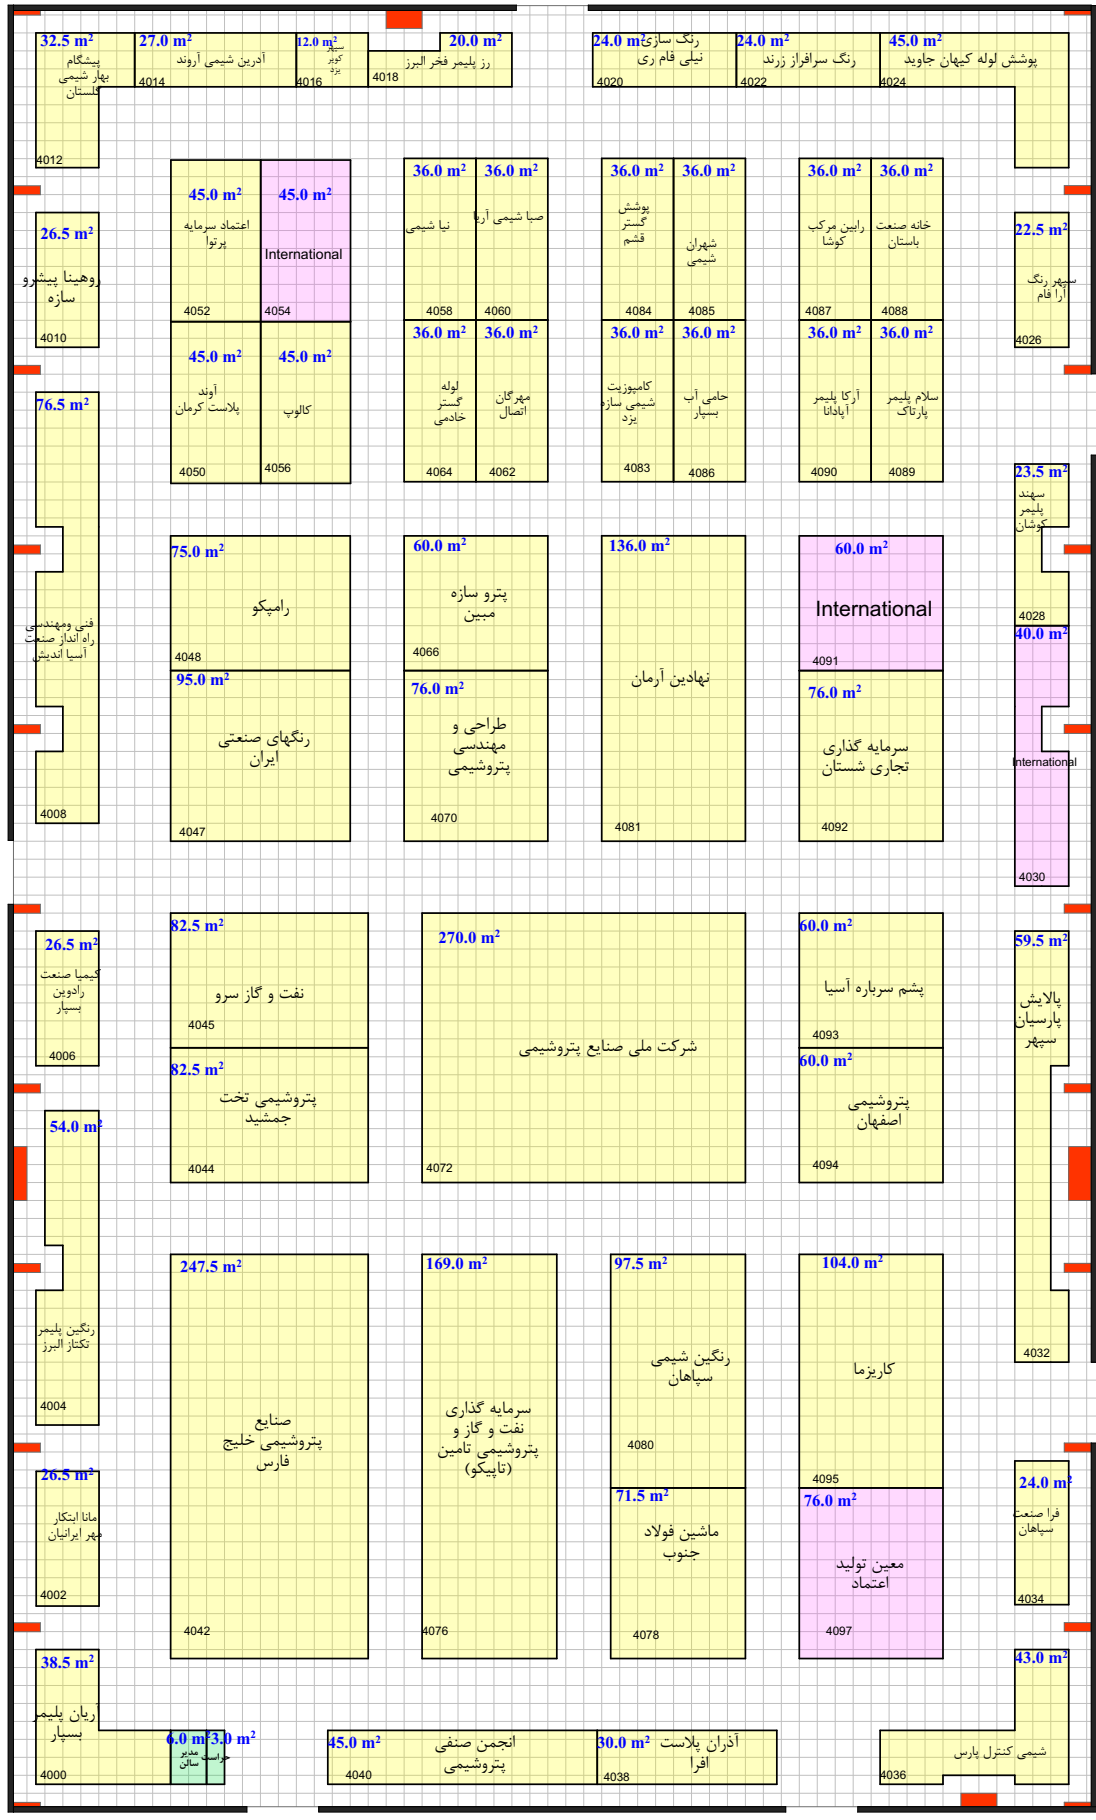 32.5 m²
پیشگام
بهار شیمی
گلستان
4012
27.0 m²
آذرین شیمی آروند
4014
12.0 m²
سپهر
کویر
یزد
4016
20.0 m²
رز پلیمر فخر البرز
4018
24.0 m²
رنگ سازی
نیلی فام ری
4020
24.0 m²
رنگ سرافراز زرند
4022
45.0 m²
پوشش لوله کیهان جاوید
4024
26.5 m²
روهینا پیشرو
سازه
4010
45.0 m²
اعتماد سرمایه
پرتوا
4052
45.0 m²
International
4054
36.0 m²
نیا شیمی
4058
36.0 m²
صبا شیمی آریا
4060
36.0 m²
پوشش
گستر
قشم
4084
36.0 m²
شهران
شیمی
4085
36.0 m²
رابین مرکب
کوشا
4087
36.0 m²
خانه صنعت
باستان
4088
22.5 m²
سپهر رنگ
آرا فام
4026
76.5 m²
فنی ومهندسی
راه انداز صنعت
آسیا اندیش
4008
45.0 m²
آوند
پلاست کرمان
4050
45.0 m²
کالوپ
4056
36.0 m²
لوله
گستر
خادمی
4064
36.0 m²
مهرگان
اتصال
4062
36.0 m²
کامپوزیت
شیمی سازه
یزد
4083
36.0 m²
حامی آب
بسپار
4086
36.0 m²
آرکا پلیمر
آپادانا
4090
36.0 m²
سلام پلیمر
پارتاک
4089
23.5 m²
سهند
پلیمر
کوشان
4028
75.0 m²
رامپکو
4048
60.0 m²
پترو سازه
مبین
4066
136.0 m²
نهادین آرمان
4081
60.0 m²
International
4091
40.0 m²
International
4030
95.0 m²
رنگهای صنعتی
ایران
4047
76.0 m²
طراحی و
مهندسی
پتروشیمی
4070
76.0 m²
سرمایه گذاری
تجاری شستان
4092
26.5 m²
کیمیا صنعت
رادوین
بسپار
4006
82.5 m²
نفت و گاز سرو
4045
270.0 m²
شرکت ملی صنایع پتروشیمی
4072
60.0 m²
پشم سرباره آسیا
4093
59.5 m²
پالایش
پارسیان
سپهر
4032
82.5 m²
پتروشیمی تخت
جمشید
4044
60.0 m²
پتروشیمی
اصفهان
4094
54.0 m²
رنگین پلیمر
تکتاز البرز
4004
247.5 m²
صنایع
پتروشیمی خلیج
فارس
4042
169.0 m²
سرمایه گذاری
نفت و گاز و
پتروشیمی تامین
(تاپیکو)
4076
97.5 m²
رنگین شیمی
سپاهان
4080
104.0 m²
کاریزما
4095
26.5 m²
مانا ابتکار
مهر ایرانیان
4002
71.5 m²
ماشین فولاد
جنوب
4078
76.0 m²
معین تولید
اعتماد
4097
24.0 m²
فرا صنعت
سپاهان
4034
38.5 m²
آریان پلیمر
بسپار
4000
6.0 m²
مدیر
سالن
3.0 m²
حراست
45.0 m²
انجمن صنفی
پتروشیمی
4040
30.0 m²
آذران پلاست
افرا
4038
43.0 m²
شیمی کنترل پارس
4036